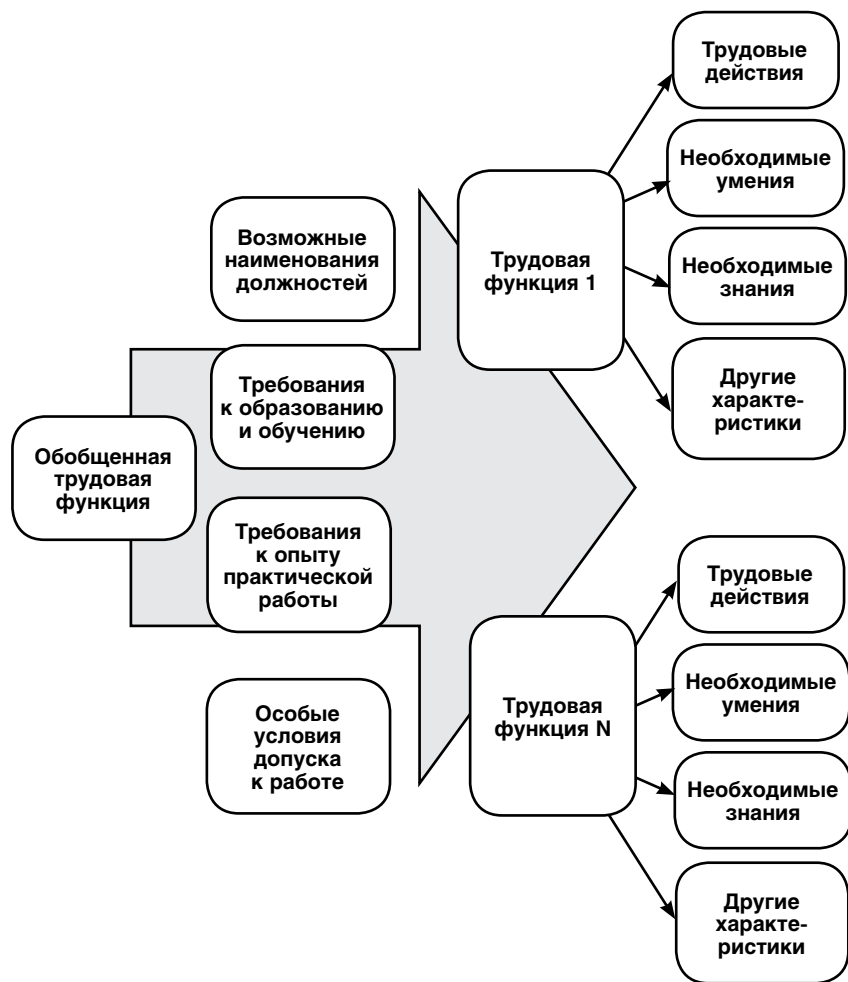 Обобщенная
трудовая
функция
Возможные
наименования
должностей
Требования
к образованию
и обучению
Требования
к опыту
практической
работы
Особые
условия
допуска
к работе
Трудовая
функция 1
Трудовые
действия
Необходимые
умения
Необходимые
знания
Другие
характе-
ристики
Трудовая
функция N
Трудовые
действия
Необходимые
умения
Необходимые
знания
Другие
характе-
ристики